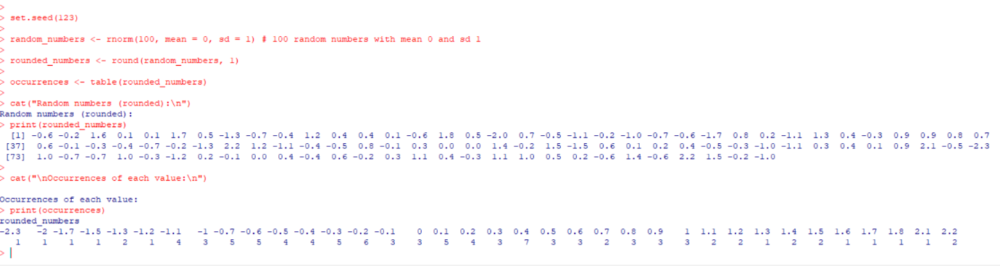 >
> set.seed(123)
>
> random_numbers <- rnorm(100, mean = 0, sd = 1) # 100 random numbers with mean 0 and sd 1
>
> rounded_numbers <- round(random_numbers, 1)
>
> occurrences <- table(rounded_numbers)
>
> cat("Random numbers (rounded):\n")
Random numbers (rounded):
> print(rounded_numbers)
[1] -0.6 -0.2 1.6 0.1 0.1 1.7 0.5 -1.3 -0.7 -0.4 1.2 0.4 0.4 0.1 -0.6 1.8 0.5 -2.0 0.7 -0.5 -1.1 -0.2 -1.0 -0.7 -0.6 -1.7 0.8 0.2 -1.1 1.3 0.4 -0.3 0.9 0.9 0.8 0.7
[37] 0.6 -0.1 -0.3 -0.4 -0.7 -0.2 -1.3 2.2 1.2 -1.1 -0.4 -0.5 0.8 -0.1 0.3 0.0 0.0 1.4 -0.2 1.5 -1.5 0.6 0.1 0.2 0.4 -0.5 -0.3 -1.0 -1.1 0.3 0.4 0.1 0.9 2.1 -0.5 -2.3
[73] 1.0 -0.7 -0.7 1.0 -0.3 -1.2 0.2 -0.1 0.0 0.4 -0.4 0.6 -0.2 0.3 1.1 0.4 -0.3 1.1 1.0 0.5 0.2 -0.6 1.4 -0.6 2.2 1.5 -0.2 -1.0
>
> cat("\nOccurrences of each value:\n")
Occurrences of each value:
> print(occurrences)
rounded_numbers
-2.3 -2 -1.7 -1.5 -1.3 -1.2 -1.1 -1 -0.7 -0.6 -0.5 -0.4 -0.3 -0.2 -0.1 0 0.1 0.2 0.3 0.4 0.5 0.6 0.7 0.8 0.9 1 1.1 1.2 1.3 1.4 1.5 1.6 1.7 1.8 2.1 2.2
1 1 1 1 2 1 4 3 5 5 4 4 5 6 3 3 5 4 3 7 3 3 2 3 3 3 2 2 1 2 2 1 1 1 1 2
>